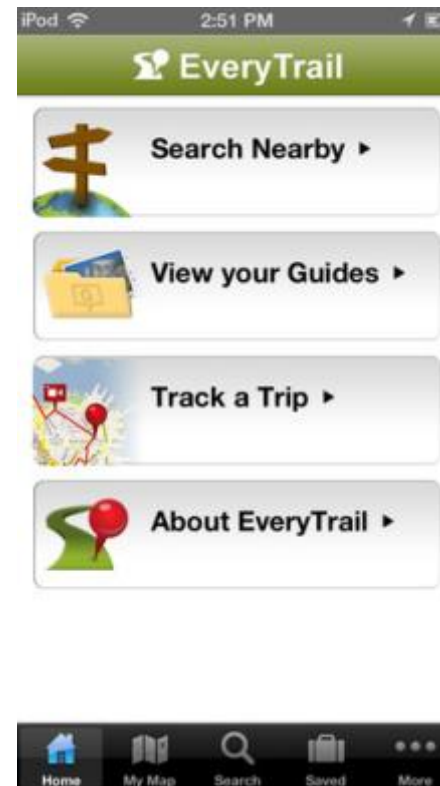 iPod 2:51 PM
EveryTrail
Search Nearby
View your Guides
Track a Trip
About EveryTrail
Home My Map Search Saved More